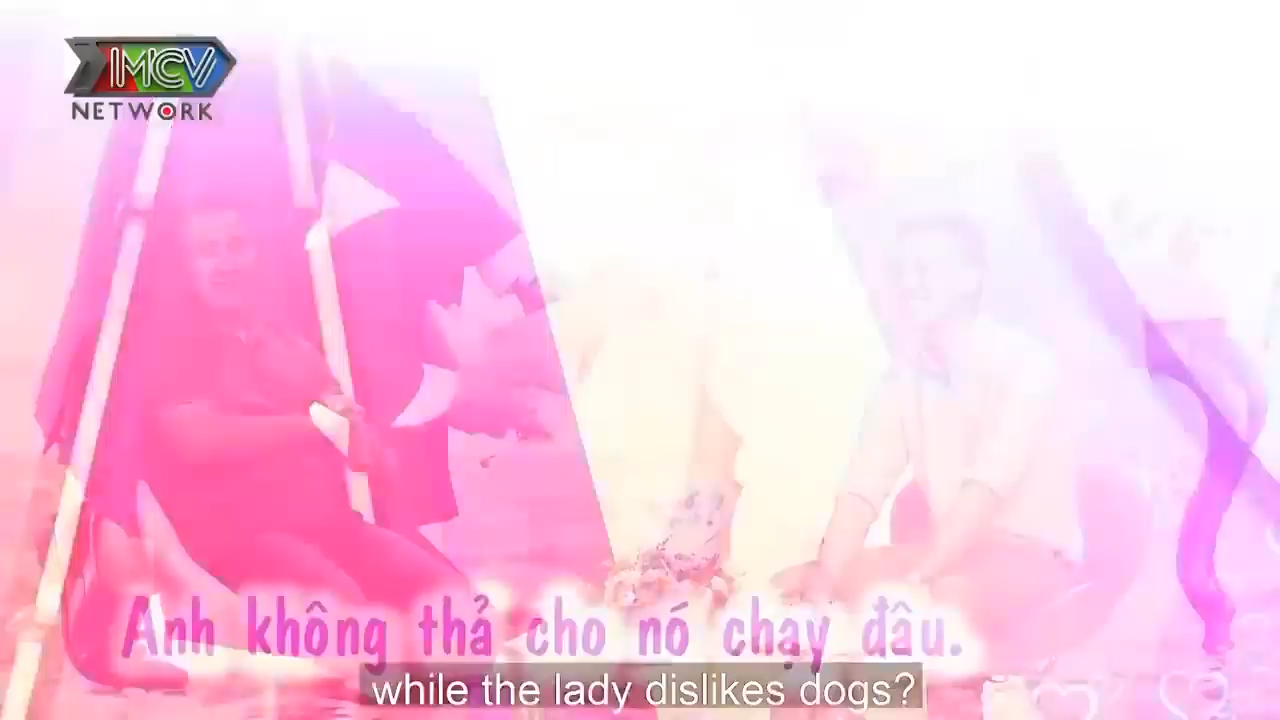 MCV
NETWORK
Anh không thả cho nó chạy đâu.
while the lady dislikes dogs?